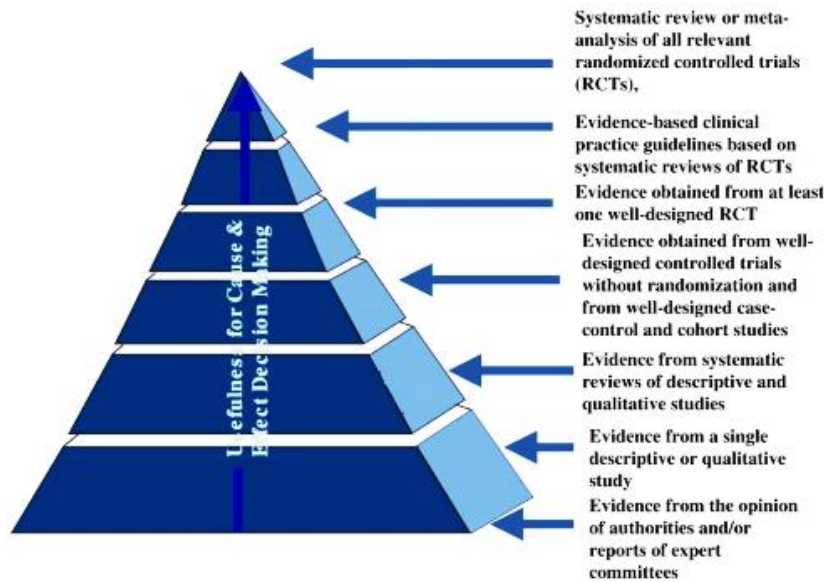 Systematic review or meta-
analysis of all relevant
randomized controlled trials
(RCTs),
Evidence-based clinical
practice guidelines based on
systematic reviews of RCTs
Evidence obtained from at least
one well-designed RCT
Evidence obtained from well-
designed controlled trials
without randomization and
from well-designed case-
control and cohort studies
Evidence from systematic
reviews of descriptive and
qualitative studies
Evidence from a single
descriptive or qualitative
study
Evidence from the opinion
of authorities and/or
reports of expert
committees
Usefulness for Cause &
Effect Decision Making